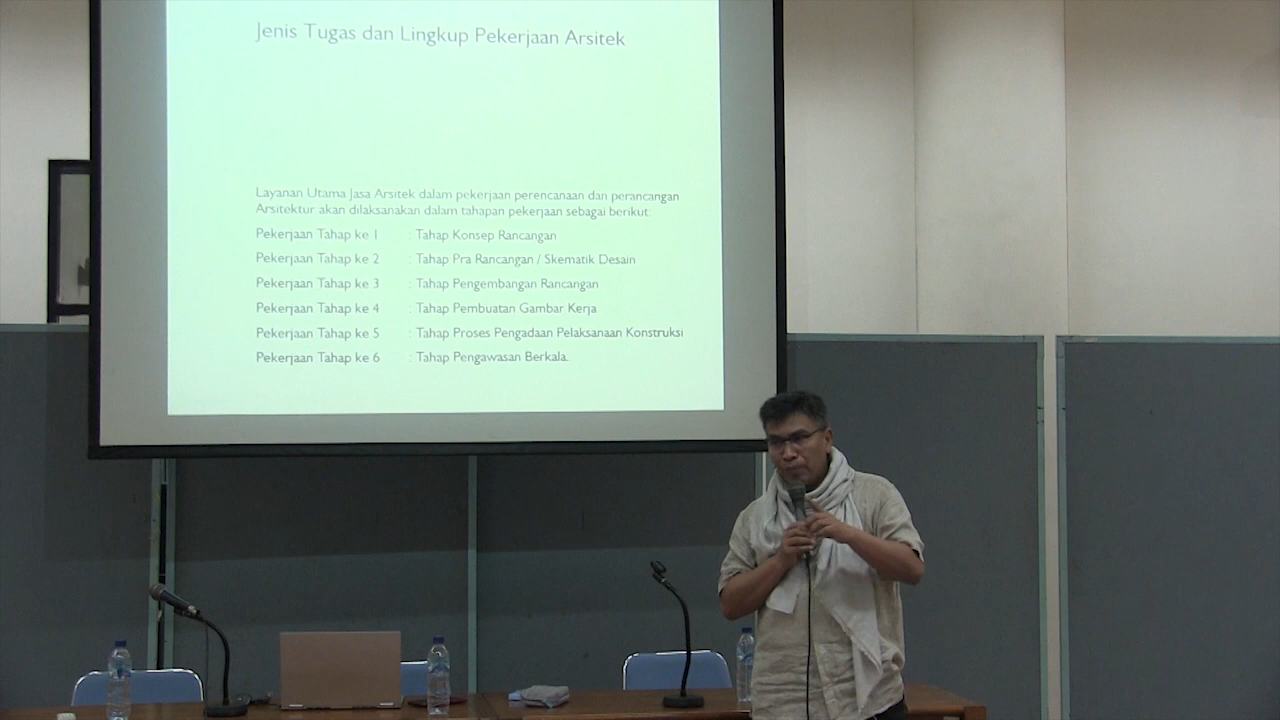 Jenis Tugas dan Lingkup Pekerjaan Arsitek
Layanan Utama Jasa Arsitek dalam pekerjaan perencanaan dan perancangan
Arsitektur akan dilaksanakan dalam tahapan pekerjaan sebagai berikut:
Pekerjaan Tahap ke 1 : Tahap Konsep Rancangan
Pekerjaan Tahap ke 2 : Tahap Pra Rancangan / Skematik Desain
Pekerjaan Tahap ke 3 : Tahap Pengembangan Rancangan
Pekerjaan Tahap ke 4 : Tahap Pembuatan Gambar Kerja
Pekerjaan Tahap ke 5 : Tahap Proses Pengadaan Pelaksanaan Konstruksi
Pekerjaan Tahap ke 6 : Tahap Pengawasan Berkala.